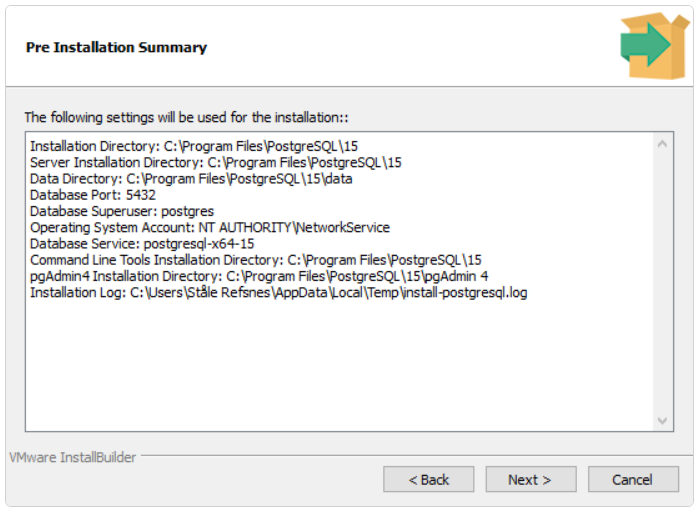 Pre Installation Summary
The following settings will be used for the installation::
Installation Directory: C:\Program Files\PostgreSQL\15
Server Installation Directory: C:\Program Files\PostgreSQL\15
Data Directory: C:\Program Files\PostgreSQL\15\data
Database Port: 5432
Database Superuser: postgres
Operating System Account: NT AUTHORITY\NetworkService
Database Service: postgresql-x64-15
Command Line Tools Installation Directory: C:\Program Files\PostgreSQL\15
pgAdmin4 Installation Directory: C:\Program Files\PostgreSQL\15\pgAdmin 4
Installation Log: C:\Users\Ståle Refsnes\AppData\Local\Temp\install-postgresql.log
VMware InstallBuilder
< Back Next > Cancel